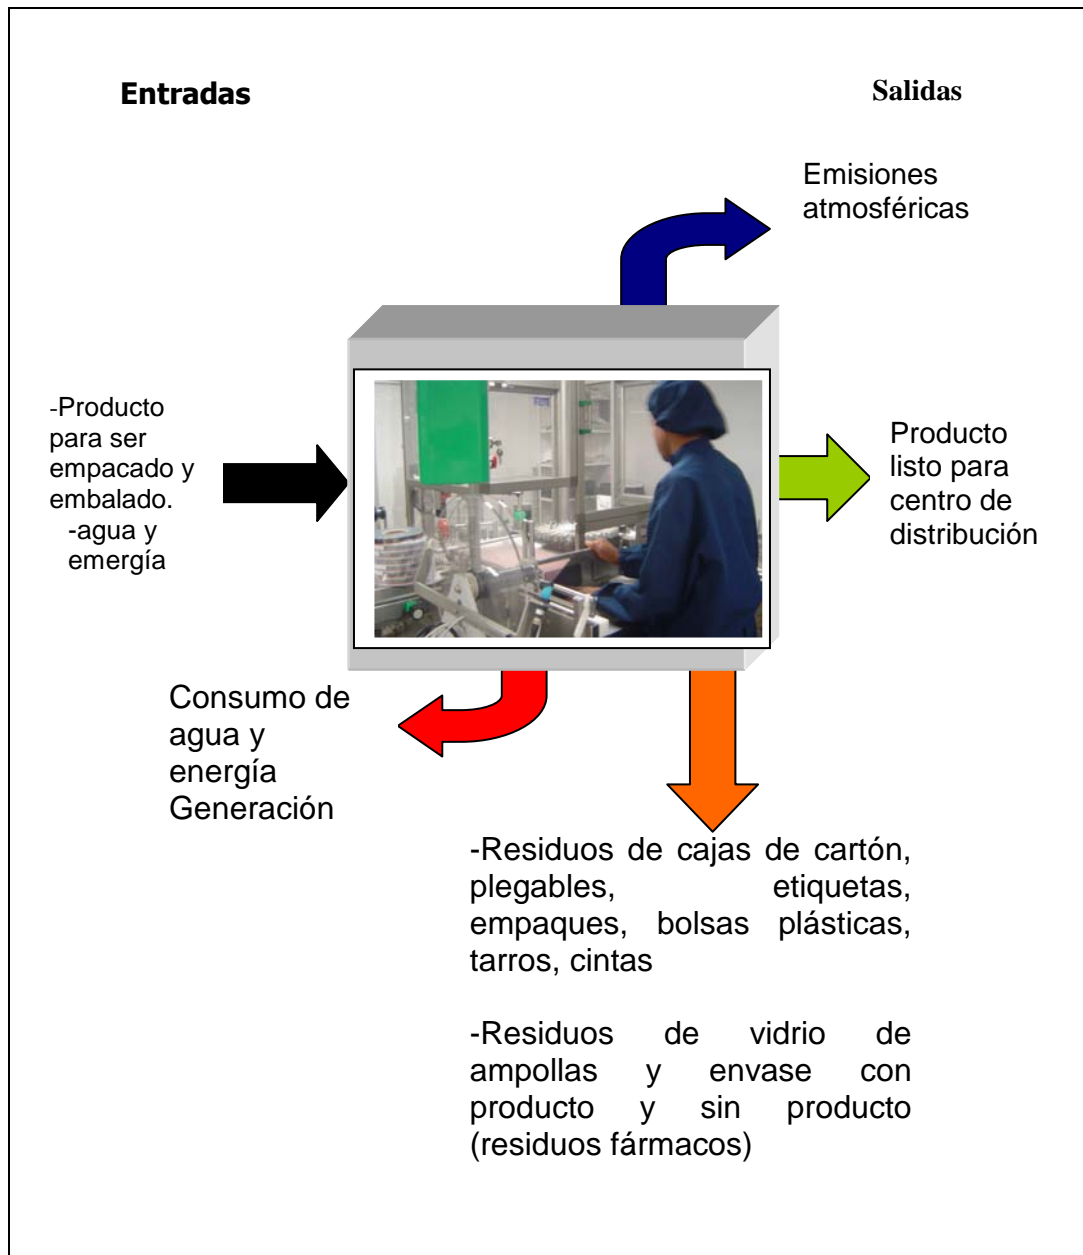 Entradas
Salidas
Emisiones
atmosféricas
-Producto
para ser
empacado y
embalado.
-agua y
emergía
Producto
listo para
centro de
distribución
Consumo de
agua y
energía
Generación
-Residuos de cajas de cartón,
plegables, etiquetas,
empaques, bolsas plásticas,
tarros, cintas
-Residuos de vidrio de
ampollas y envase con
producto y sin producto
(residuos fármacos)